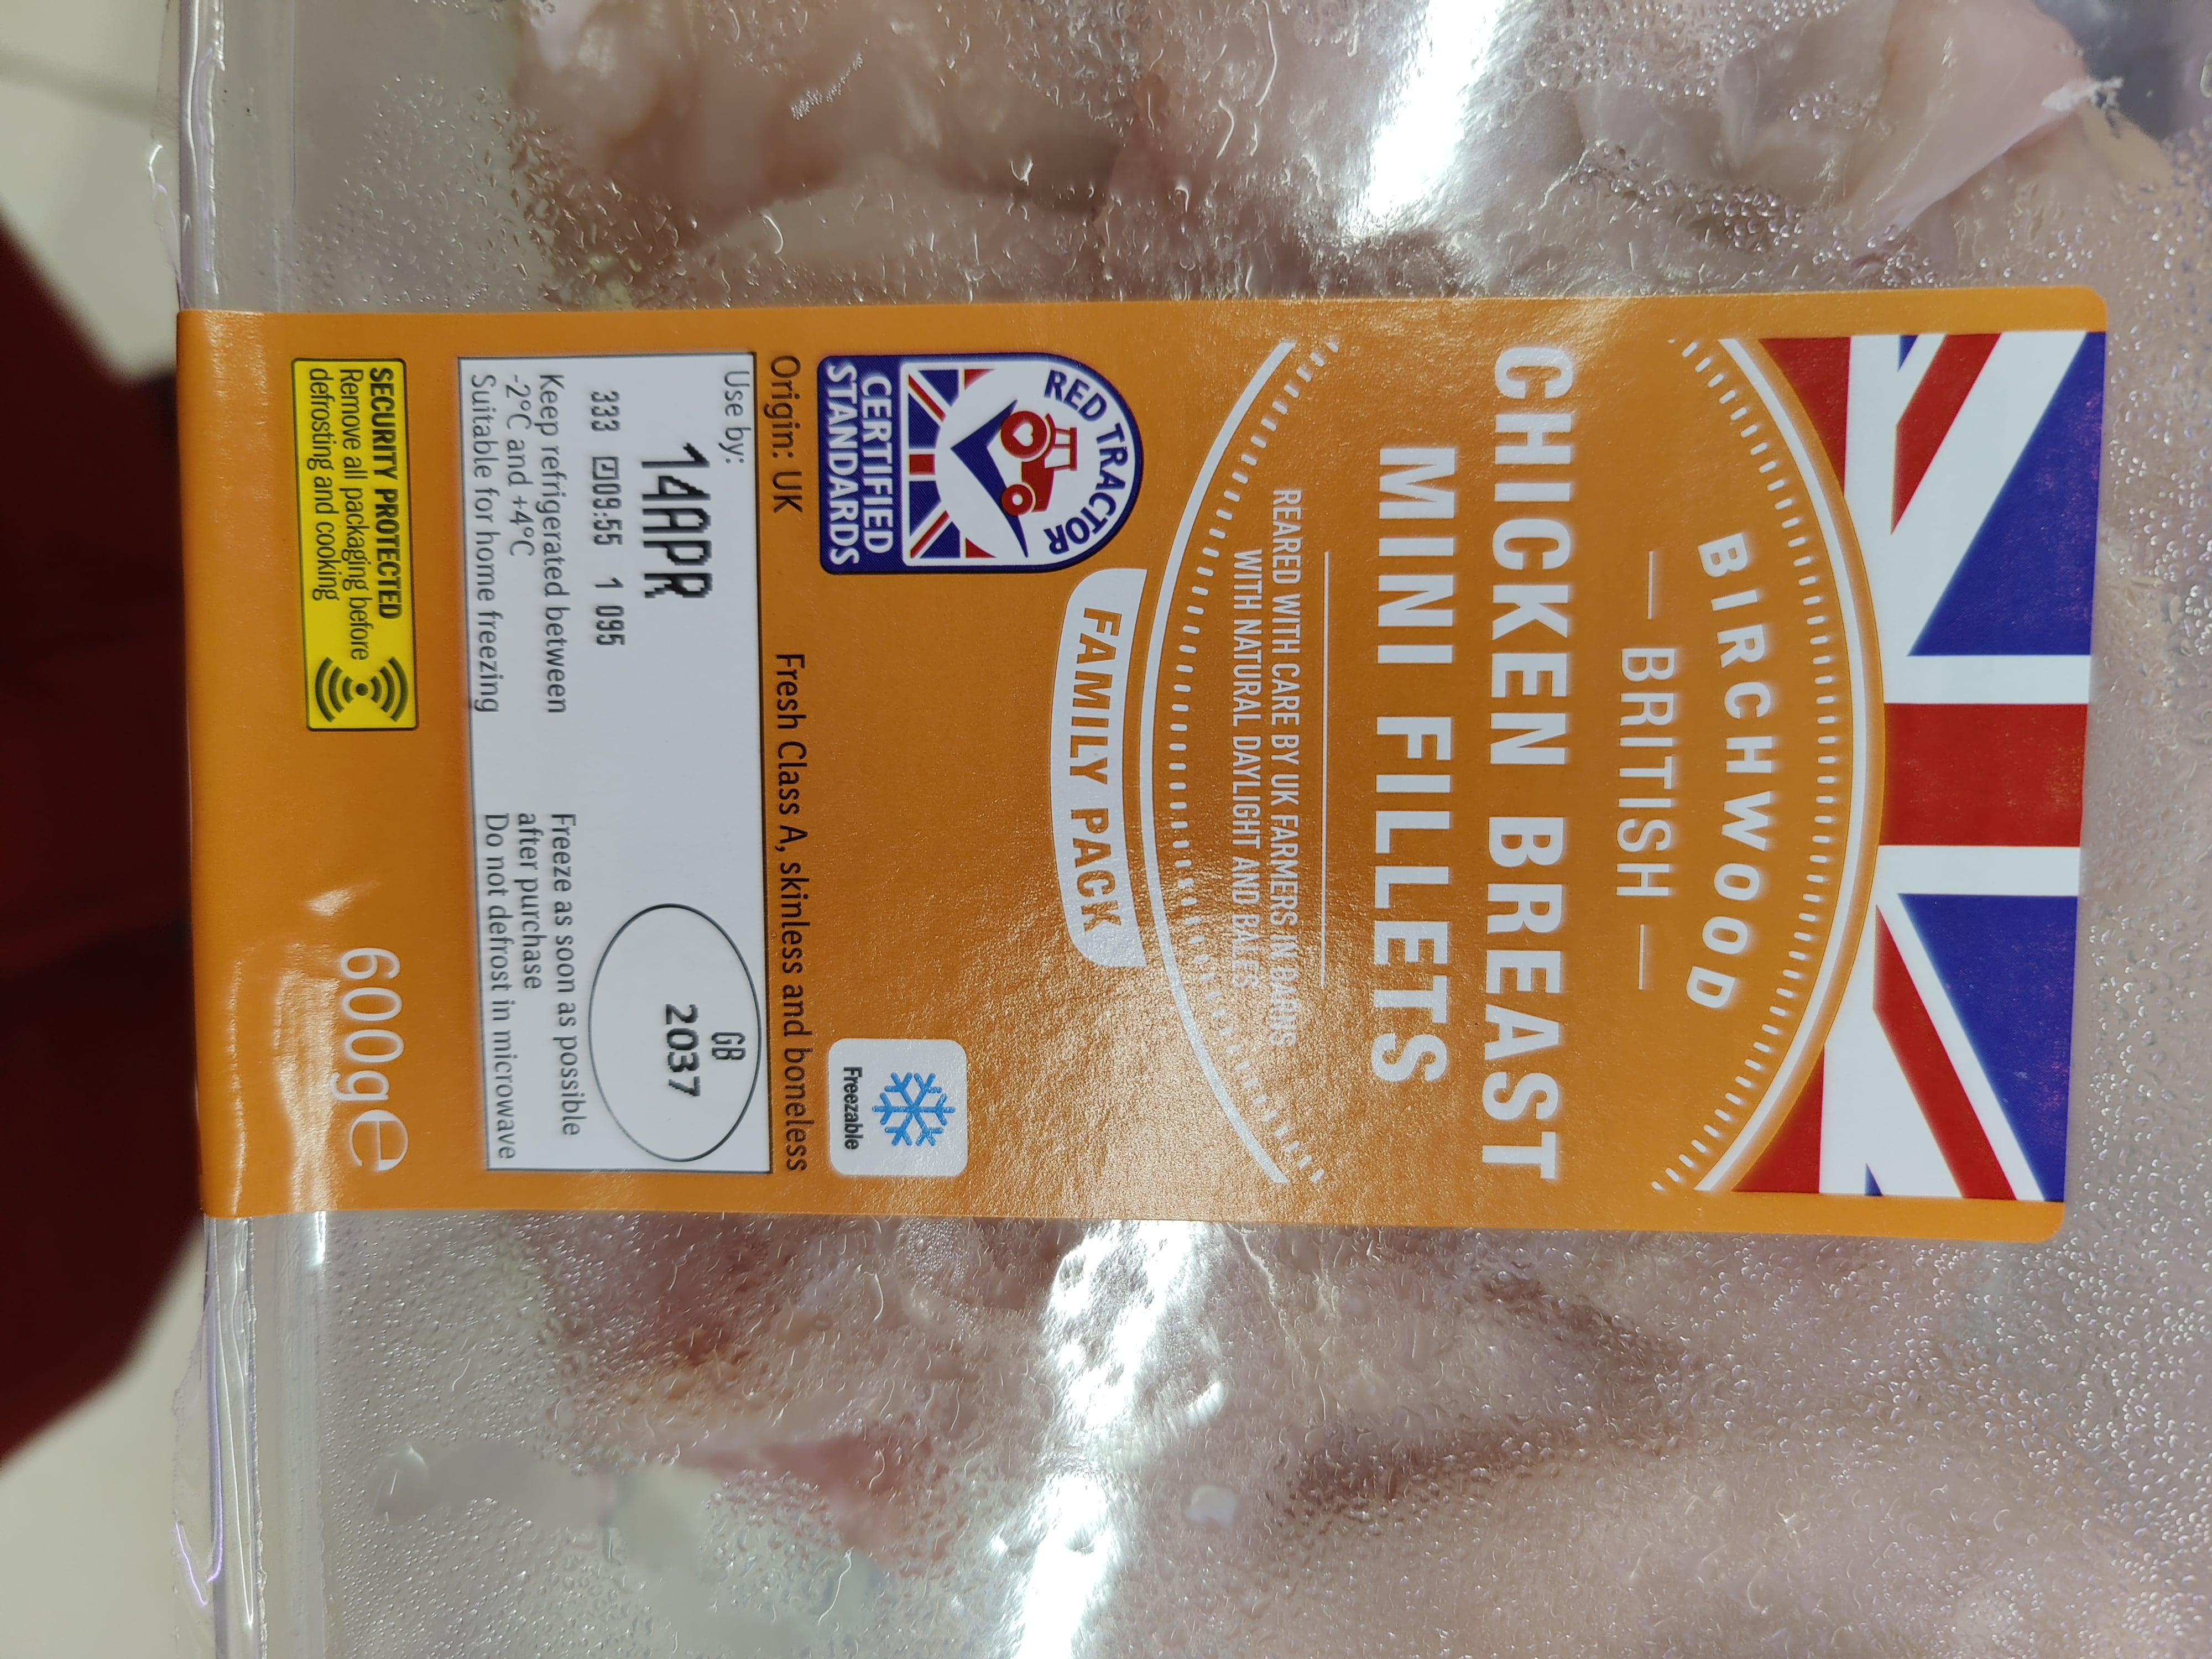 BIRCHWOOD
— BRITISH —
CHICKEN BREAST
MINI FILLETS
REARED WITH CARE BY UK FARMERS IN BARNS
WITH NATURAL DAYLIGHT AND BALES
FAMILY PACK
RED TRACTOR
CERTIFIED
STANDARDS
Freezable
Origin: UK
Fresh Class A, skinless and boneless
Use by:
14APR
333 09:55 1 095
Keep refrigerated between
-2°C and +4°C
Suitable for home freezing
GB
2037
Freeze as soon as possible
after purchase
Do not defrost in microwave
SECURITY PROTECTED
Remove all packaging before
defrosting and cooking
600g℮